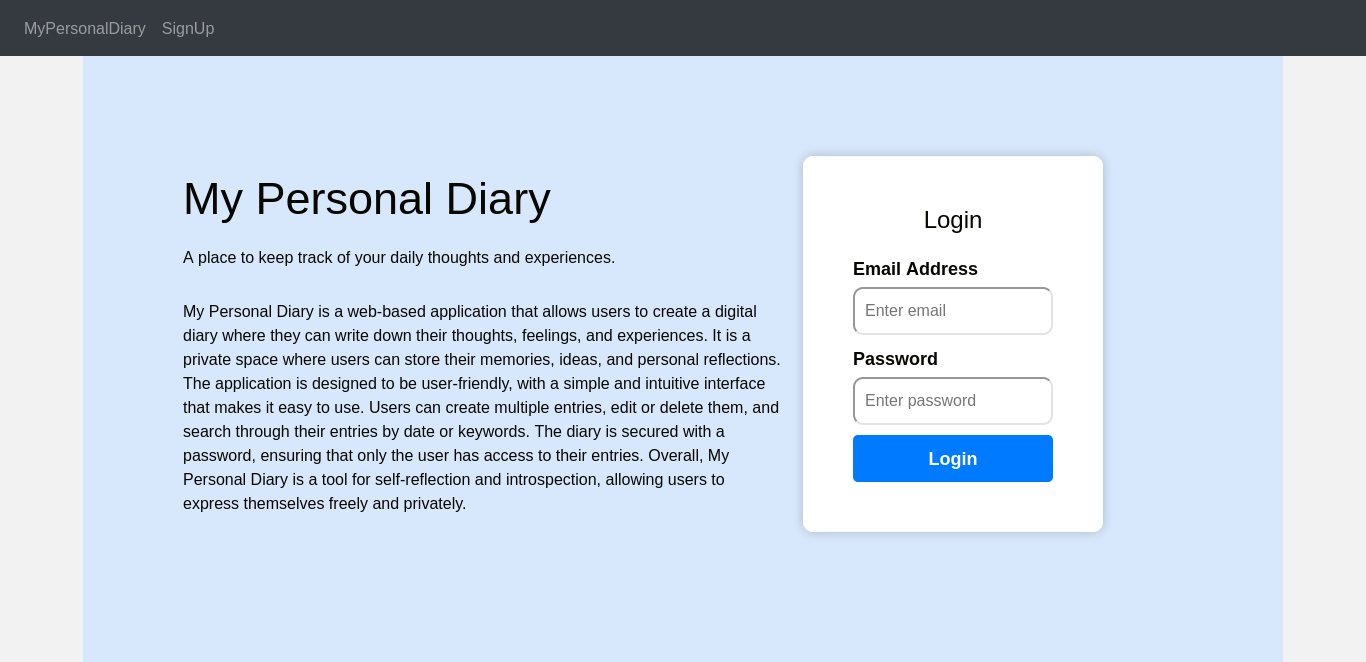 MyPersonalDiary SignUp
My Personal Diary
A place to keep track of your daily thoughts and experiences.
My Personal Diary is a web-based application that allows users to create a digital
diary where they can write down their thoughts, feelings, and experiences. It is a
private space where users can store their memories, ideas, and personal reflections.
The application is designed to be user-friendly, with a simple and intuitive interface
that makes it easy to use. Users can create multiple entries, edit or delete them, and
search through their entries by date or keywords. The diary is secured with a
password, ensuring that only the user has access to their entries. Overall, My
Personal Diary is a tool for self-reflection and introspection, allowing users to
express themselves freely and privately.
Login
Email Address
Enter email
Password
Enter password
Login